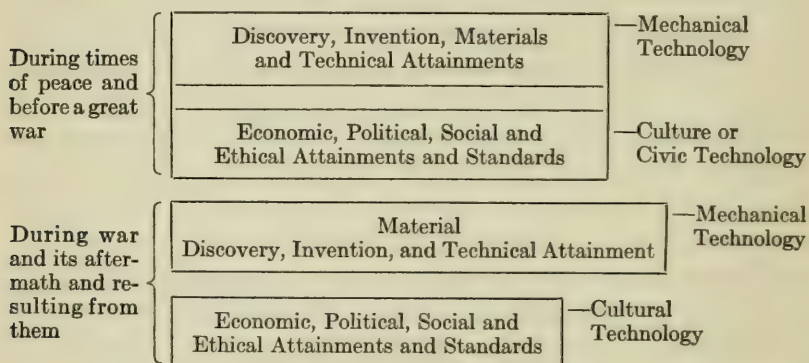 During times
of peace and
before a great
war
Discovery, Invention, Materials
and Technical Attainments
—Mechanical
Technology
Economic, Political, Social and
Ethical Attainments and Standards
—Culture or
Civic Technology
During war
and its after-
math and re-
sulting from
them
Material
Discovery, Invention, and Technical Attainment
—Mechanical
Technology
Economic, Political, Social and
Ethical Attainments and Standards
—Cultural
Technology